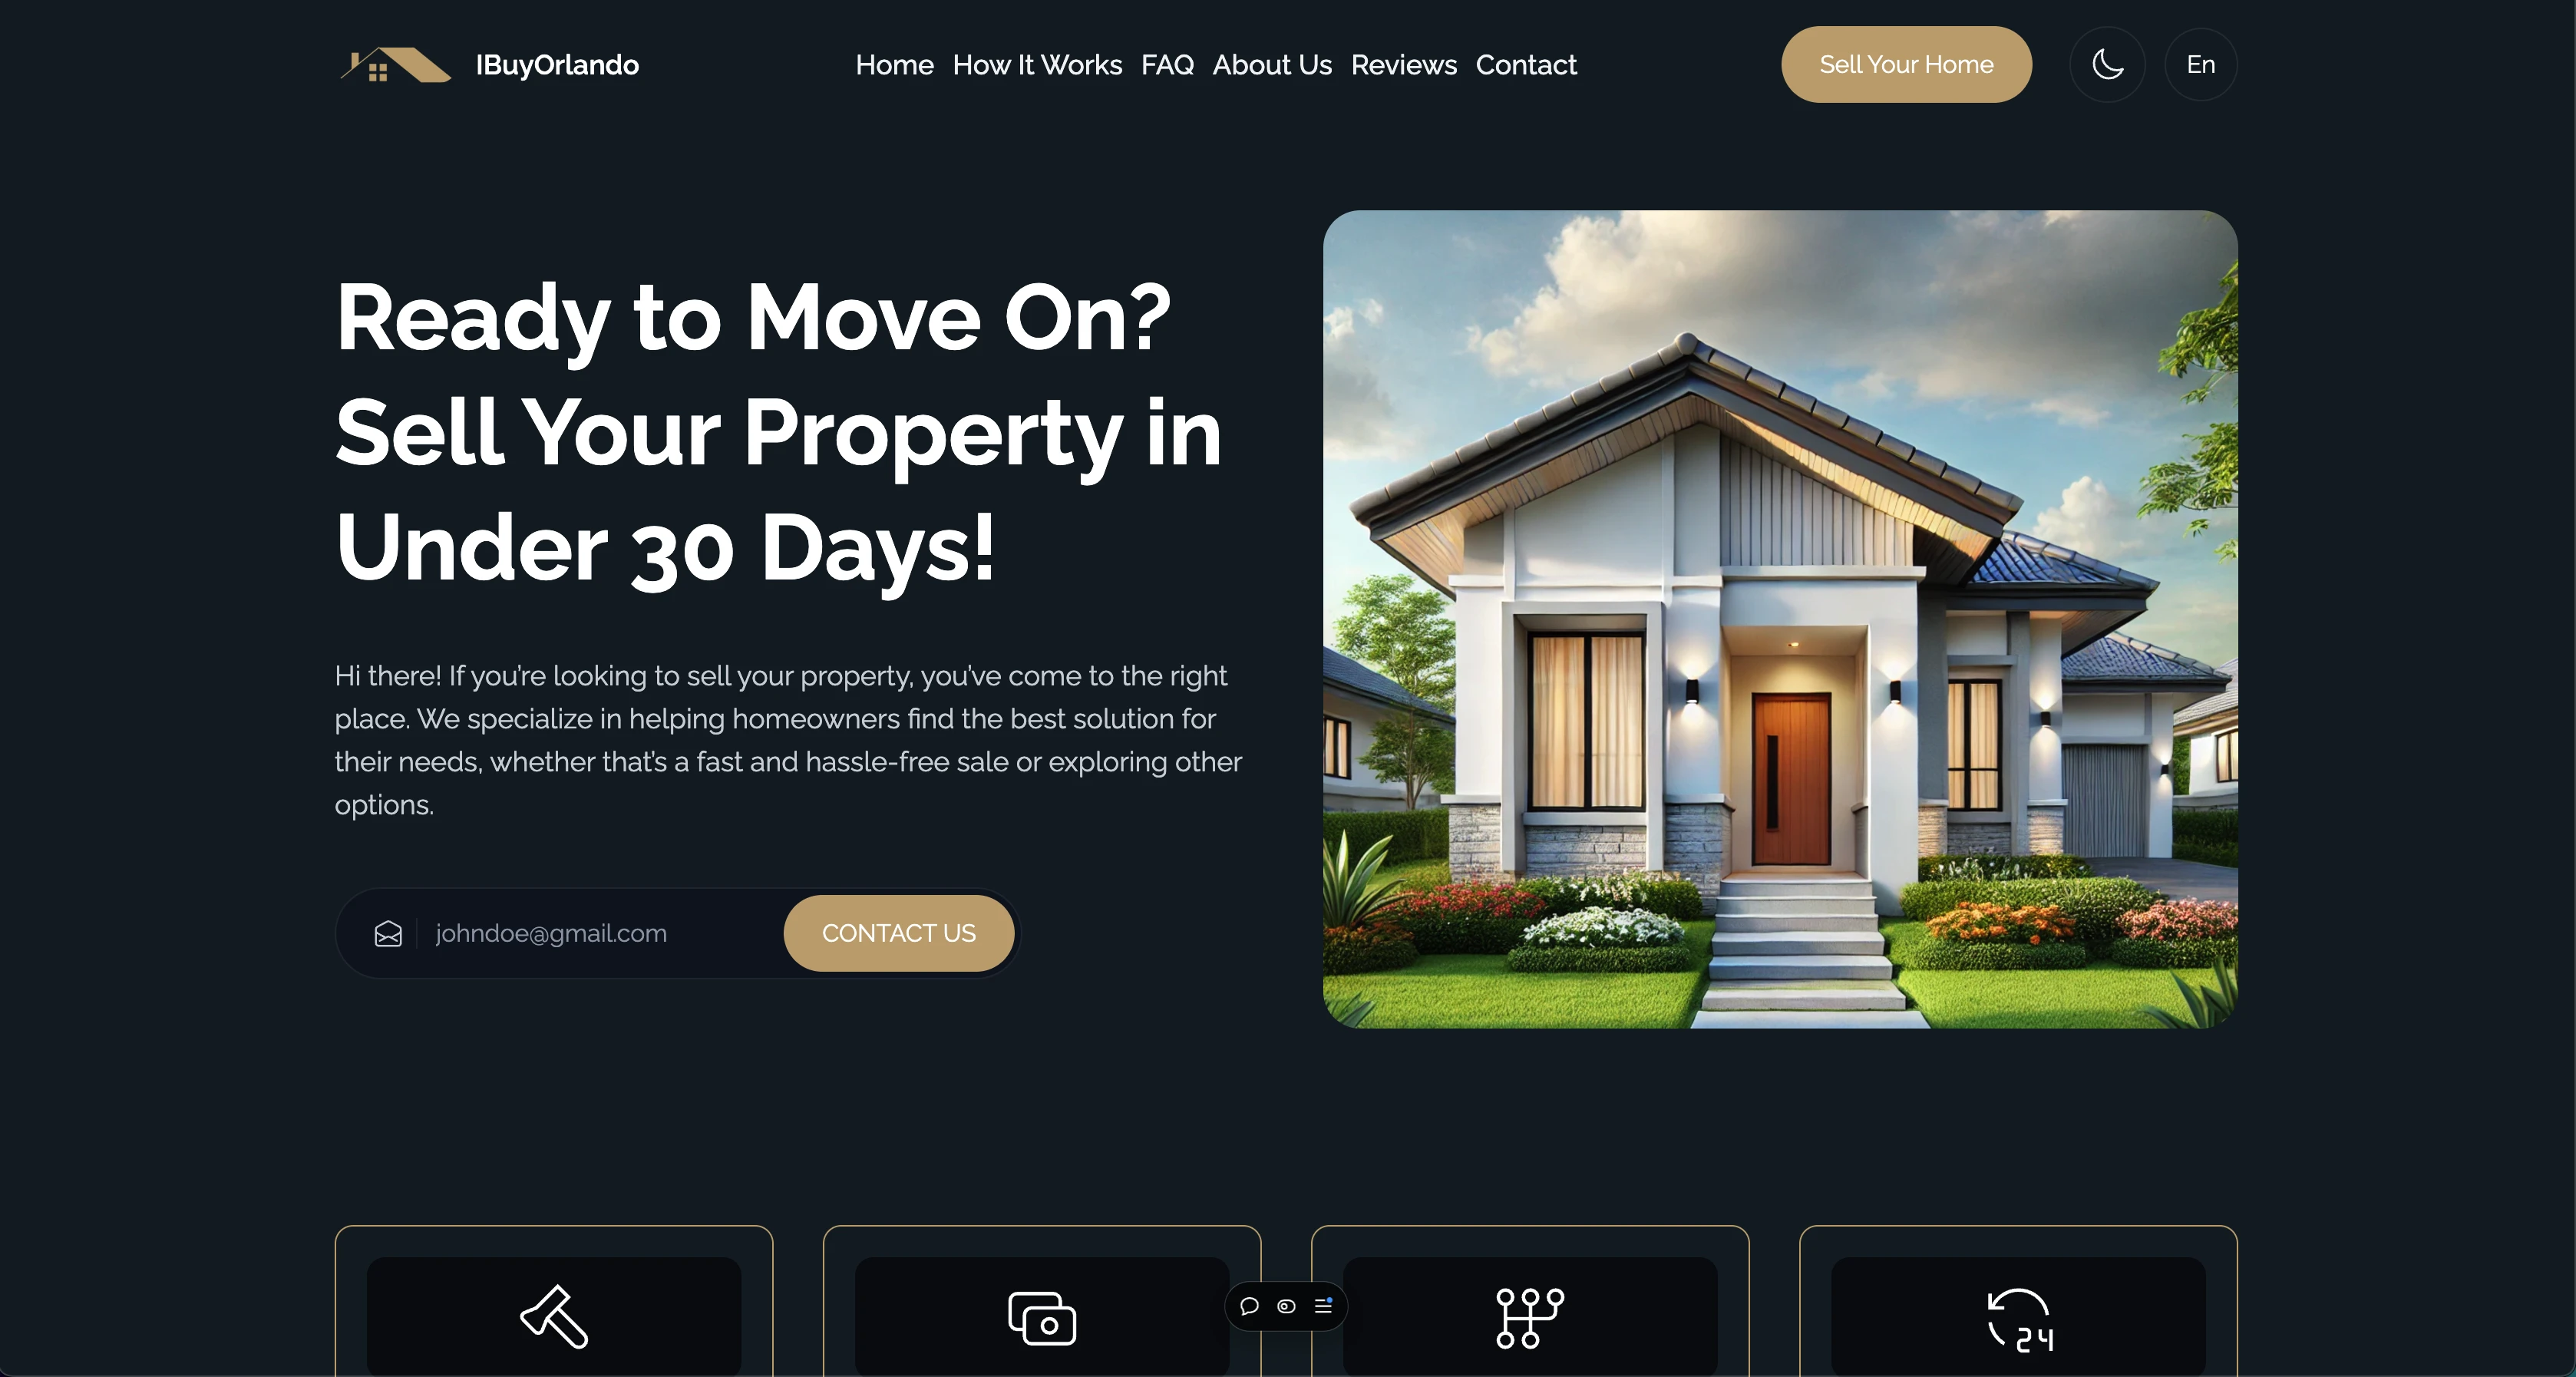 IBuyOrlando
Home How It Works FAQ About Us Reviews Contact
Sell Your Home
En
Ready to Move On?
Sell Your Property in
Under 30 Days!
Hi there! If you’re looking to sell your property, you’ve come to the right
place. We specialize in helping homeowners find the best solution for
their needs, whether that’s a fast and hassle-free sale or exploring other
options.
johndoe@gmail.com
CONTACT US
24